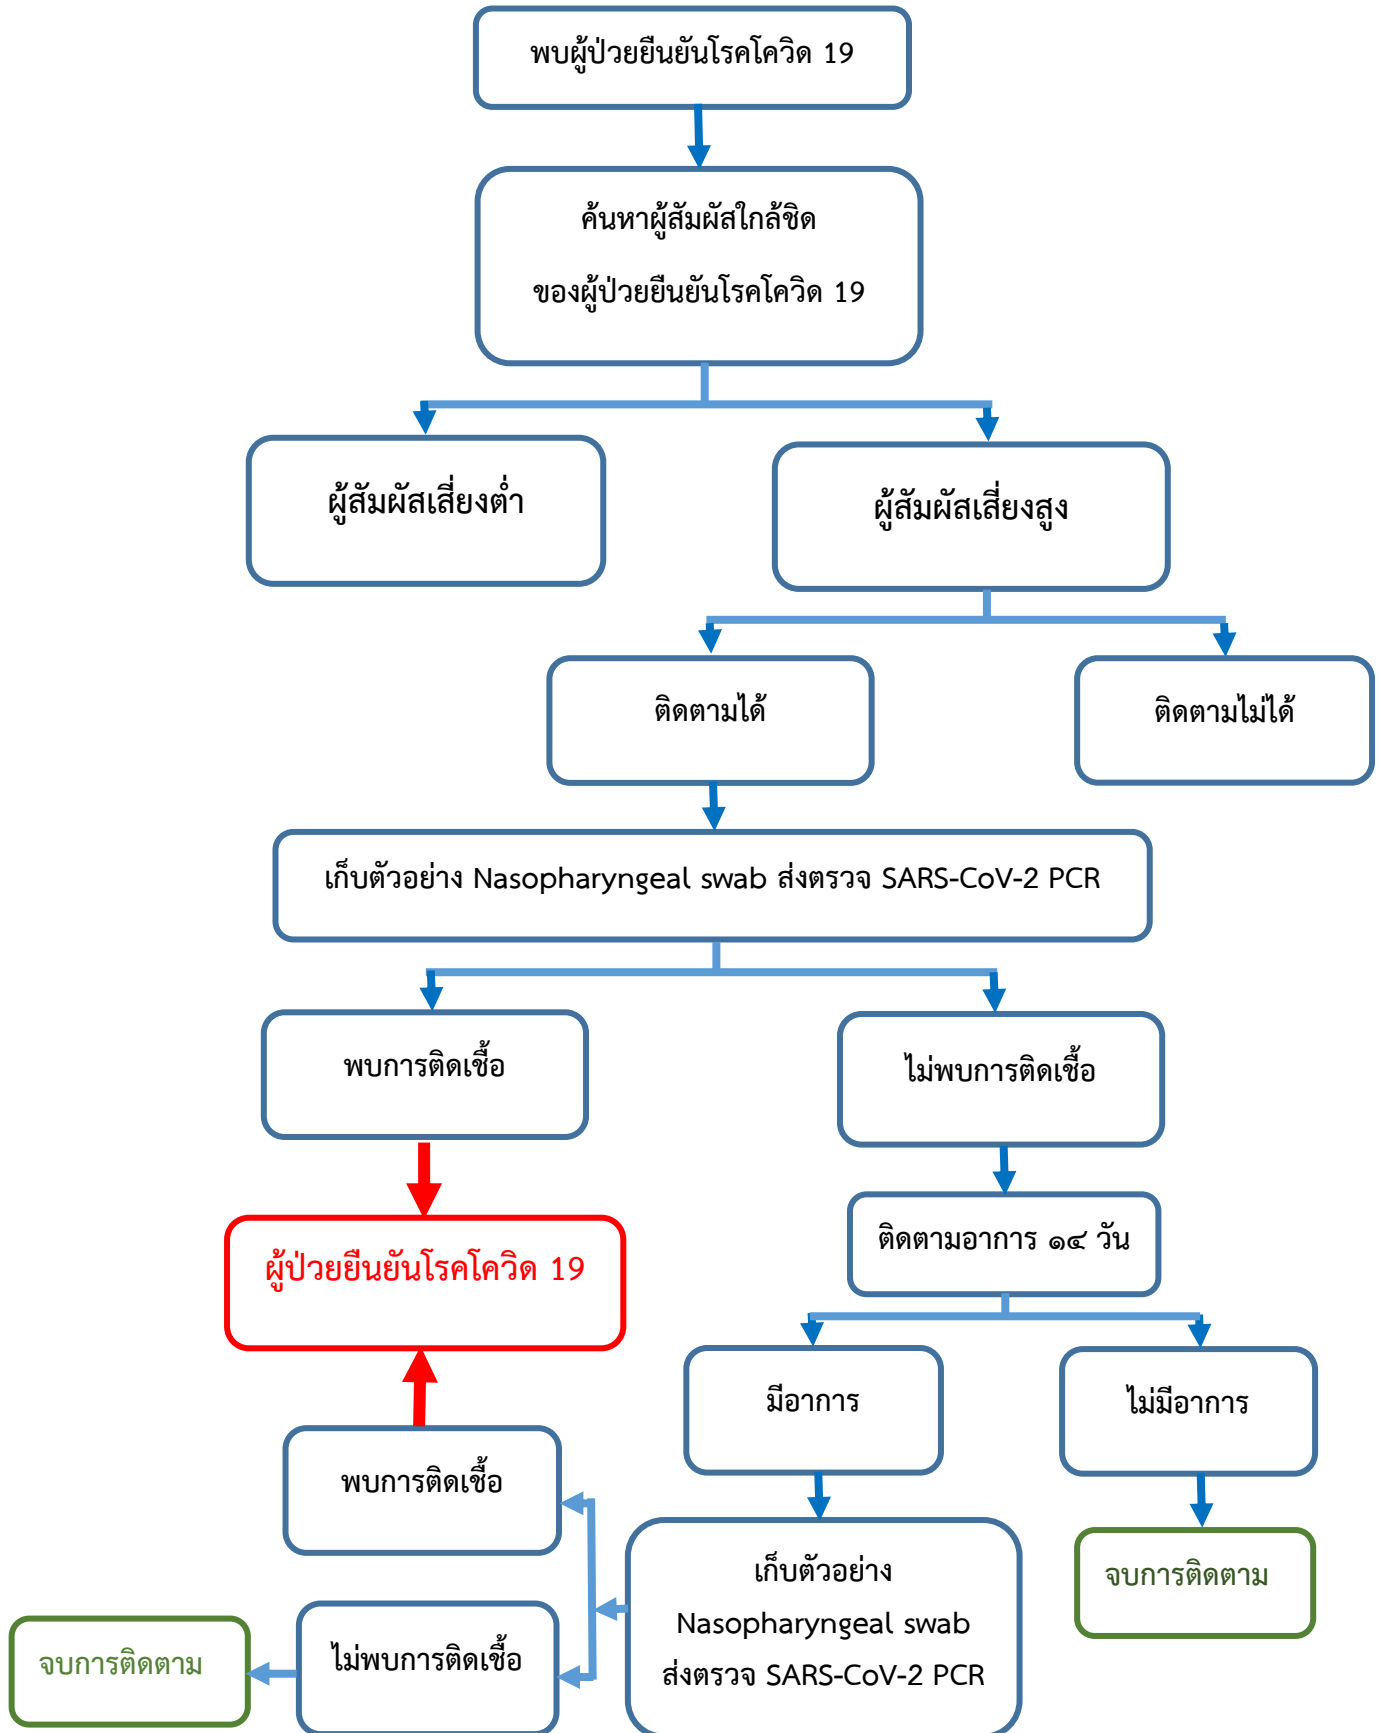 พบผู้ป่วยยืนยันโรคโควิด 19
ค้นหาผู้สัมผัสใกล้ชิด
ของผู้ป่วยยืนยันโรคโควิด 19
ผู้สัมผัสเสี่ยงต่ำ
ผู้สัมผัสเสี่ยงสูง
ติดตามได้
ติดตามไม่ได้
เก็บตัวอย่าง Nasopharyngeal swab ส่งตรวจ SARS-CoV-2 PCR
พบการติดเชื้อ
ไม่พบการติดเชื้อ
ติดตามอาการ ๑๔ วัน
ผู้ป่วยยืนยันโรคโควิด 19
มีอาการ
ไม่มีอาการ
พบการติดเชื้อ
เก็บตัวอย่าง
Nasopharyngeal swab
ส่งตรวจ SARS-CoV-2 PCR
จบการติดตาม
ไม่พบการติดเชื้อ
จบการติดตาม